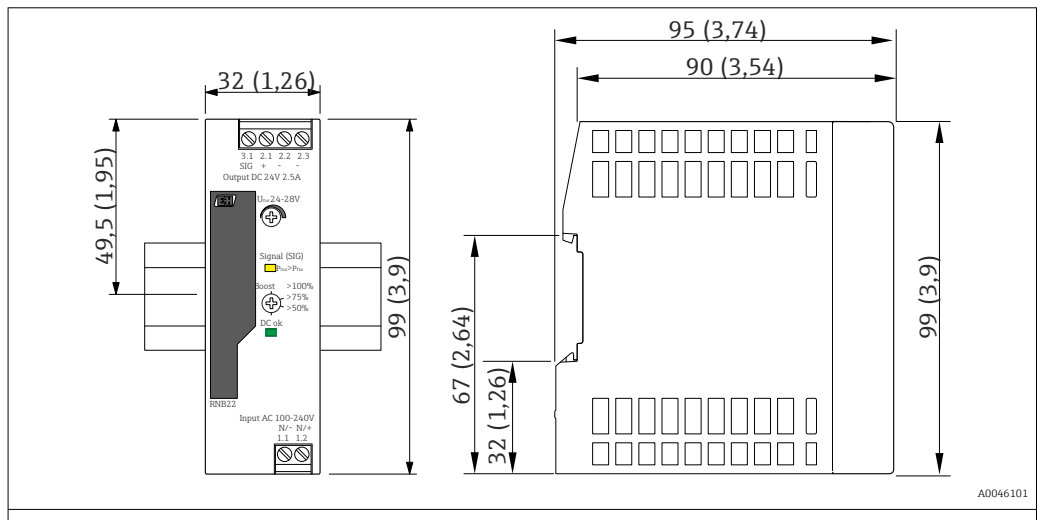 95 (3,74)
90 (3,54)
32 (1,26)
49,5 (1,95)
99 (3,9)
3.1 2.1 2.2 2.3
SIG + - -
Output DC 24V 2.5A
EH
UOut 24-28V
Signal (SIG)
POut>PThr
Boost >100%
>75%
>50%
DC ok
RNB22
Input AC 100-240V
N/- N/+
1.1 1.2
67 (2,64)
32 (1,26)
99 (3,9)
A0046101